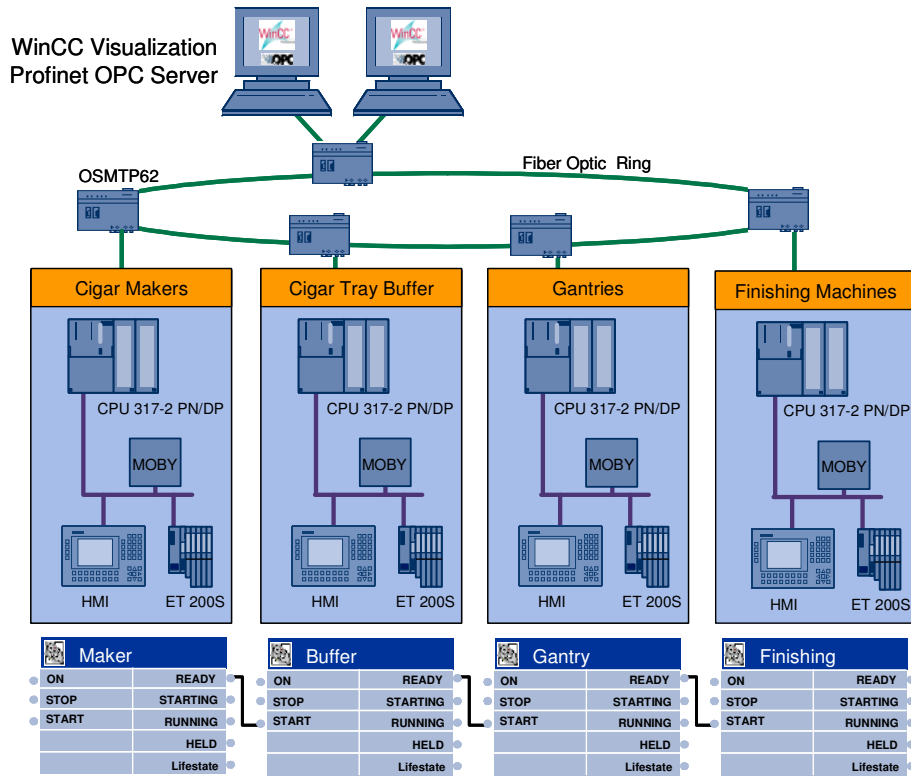 WinCC Visualization
Profinet OPC Server
WinCC
OPC
WinCC
OPC
OSMTP62
Fiber Optic Ring
Cigar Makers
CPU 317-2 PN/DP
MOBY
HMI
ET 200S
Cigar Tray Buffer
CPU 317-2 PN/DP
MOBY
HMI
ET 200S
Gantries
CPU 317-2 PN/DP
MOBY
HMI
ET 200S
Finishing Machines
CPU 317-2 PN/DP
MOBY
HMI
ET 200S
Maker
ON READY
STOP STARTING
START RUNNING
HELD
Lifestate
Buffer
ON READY
STOP STARTING
START RUNNING
HELD
Lifestate
Gantry
ON READY
STOP STARTING
START RUNNING
HELD
Lifestate
Finishing
ON READY
STOP STARTING
START RUNNING
HELD
Lifestate